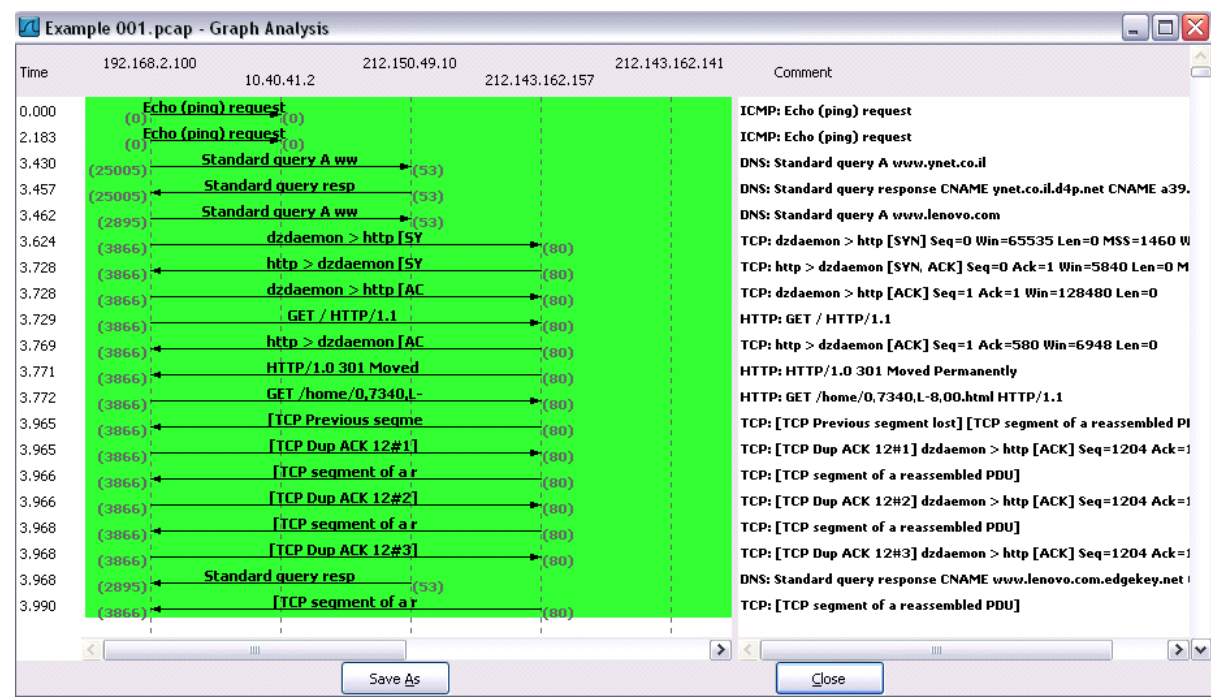 Example 001.pcap - Graph Analysis
Time 192.168.2.100 10.40.41.2 212.150.49.10 212.143.162.157 212.143.162.141 Comment
0.000 Echo (ping) request (0) (0) ICMP: Echo (ping) request
2.183 Echo (ping) request (0) (0) ICMP: Echo (ping) request
3.430 Standard query A ww (25005) (53) DNS: Standard query A www.ynet.co.il
3.457 Standard query resp (25005) (53) DNS: Standard query response CNAME ynet.co.il.d4p.net CNAME a39.
3.462 Standard query A ww (2895) (53) DNS: Standard query A www.lenovo.com
3.624 dzdaemon > http [SY (3866) (80) TCP: dzdaemon > http [SYN] Seq=0 Win=65535 Len=0 MSS=1460 W
3.728 http > dzdaemon [SY (3866) (80) TCP: http > dzdaemon [SYN, ACK] Seq=0 Ack=1 Win=5840 Len=0 M
3.728 dzdaemon > http [AC (3866) (80) TCP: dzdaemon > http [ACK] Seq=1 Ack=1 Win=128480 Len=0
3.729 GET / HTTP/1.1 (3866) (80) HTTP: GET / HTTP/1.1
3.769 http > dzdaemon [AC (3866) (80) TCP: http > dzdaemon [ACK] Seq=1 Ack=580 Win=6948 Len=0
3.771 HTTP/1.0 301 Moved (3866) (80) HTTP: HTTP/1.0 301 Moved Permanently
3.772 GET /home/0,7340,L- (3866) (80) HTTP: GET /home/0,7340,L-8,00.html HTTP/1.1
3.965 [TCP Previous segme (3866) (80) TCP: [TCP Previous segment lost] [TCP segment of a reassembled PI
3.965 [TCP Dup ACK 12#1] (3866) (80) TCP: [TCP Dup ACK 12#1] dzdaemon > http [ACK] Seq=1204 Ack=1
3.966 [TCP segment of a r (3866) (80) TCP: [TCP segment of a reassembled PDU]
3.966 [TCP Dup ACK 12#2] (3866) (80) TCP: [TCP Dup ACK 12#2] dzdaemon > http [ACK] Seq=1204 Ack=1
3.968 [TCP segment of a r (3866) (80) TCP: [TCP segment of a reassembled PDU]
3.968 [TCP Dup ACK 12#3] (3866) (80) TCP: [TCP Dup ACK 12#3] dzdaemon > http [ACK] Seq=1204 Ack=1
3.968 Standard query resp (2895) (53) DNS: Standard query response CNAME www.lenovo.com.edgekey.net
3.990 [TCP segment of a r (3866) (80) TCP: [TCP segment of a reassembled PDU]
Save As Close